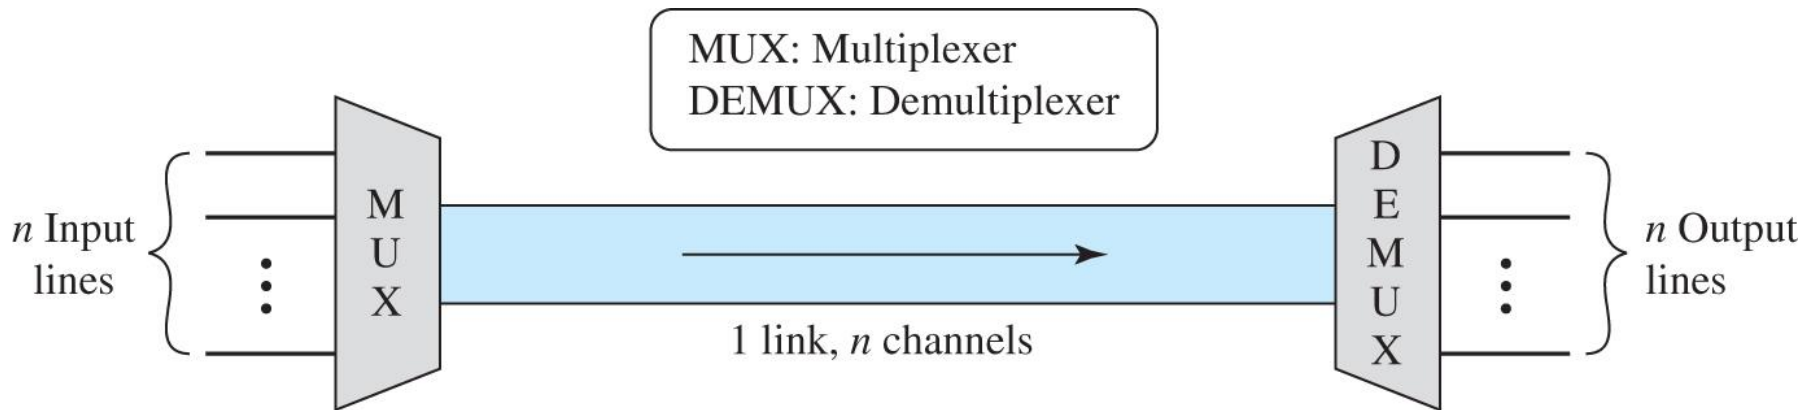 MUX: Multiplexer
DEMUX: Demultiplexer
n Input
lines
M
U
X
1 link, n channels
D
E
M
U
X
n Output
lines